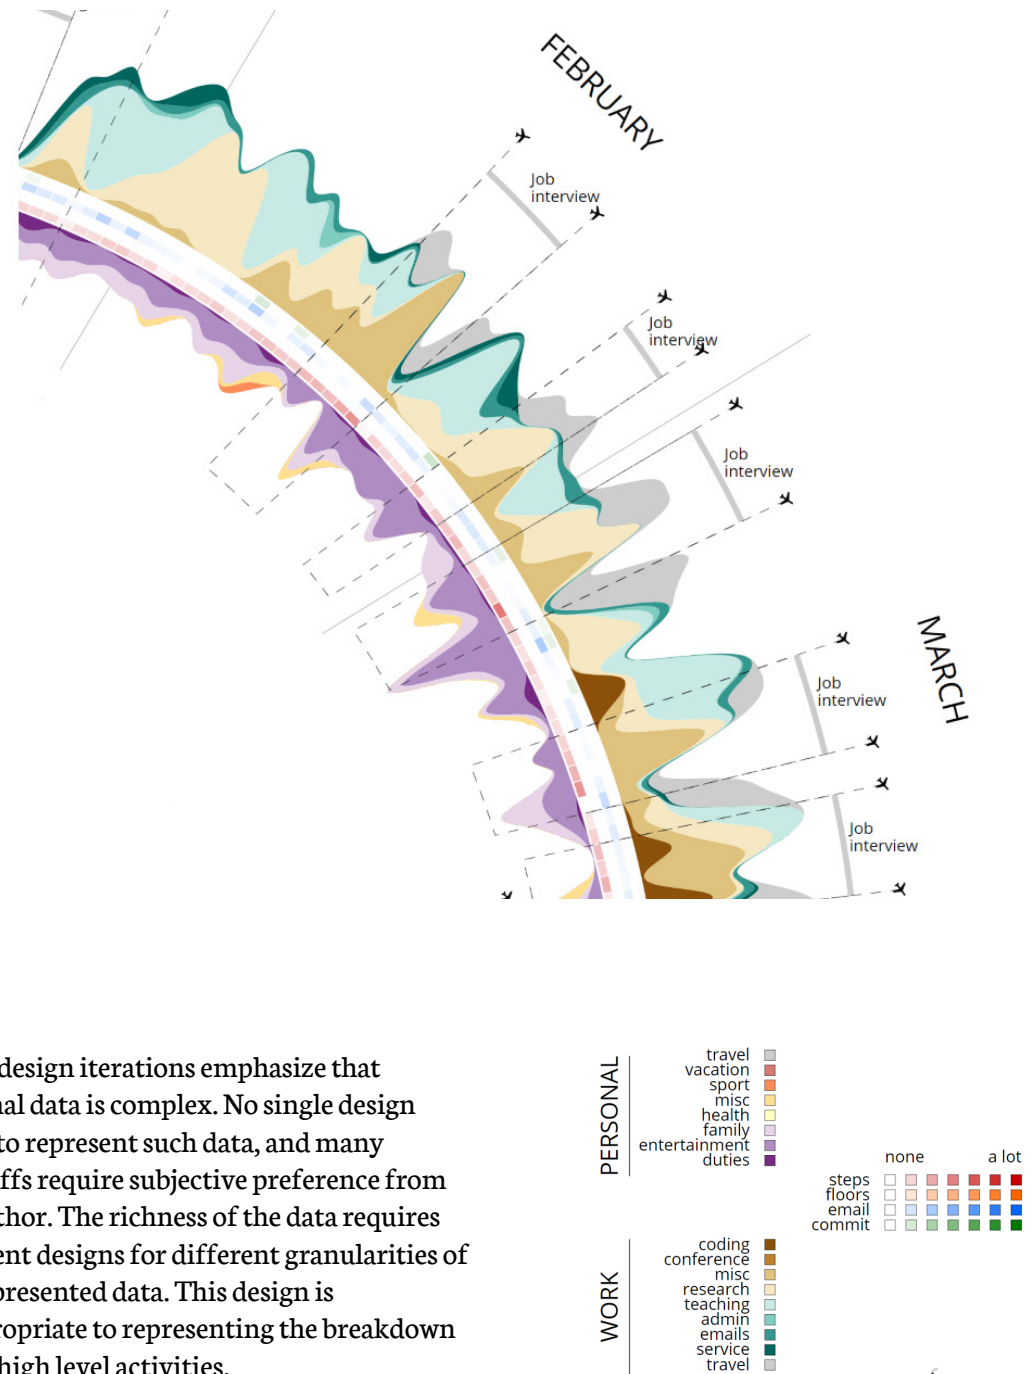 FEBRUARY
Job
interview
Job
interview
Job
interview
MARCH
Job
interview
Job
interview
design iterations emphasize that
nal data is complex. No single design
to represent such data, and many
ffs require subjective preference from
thor. The richness of the data requires
ent designs for different granularities of
presented data. This design is
ropriate to representing the breakdown
high level activities.
PERSONAL
travel
vacation
sport
misc
health
family
entertainment
duties
none a lot
steps
floors
email
commit
WORK
coding
conference
misc
research
teaching
admin
emails
service
travel